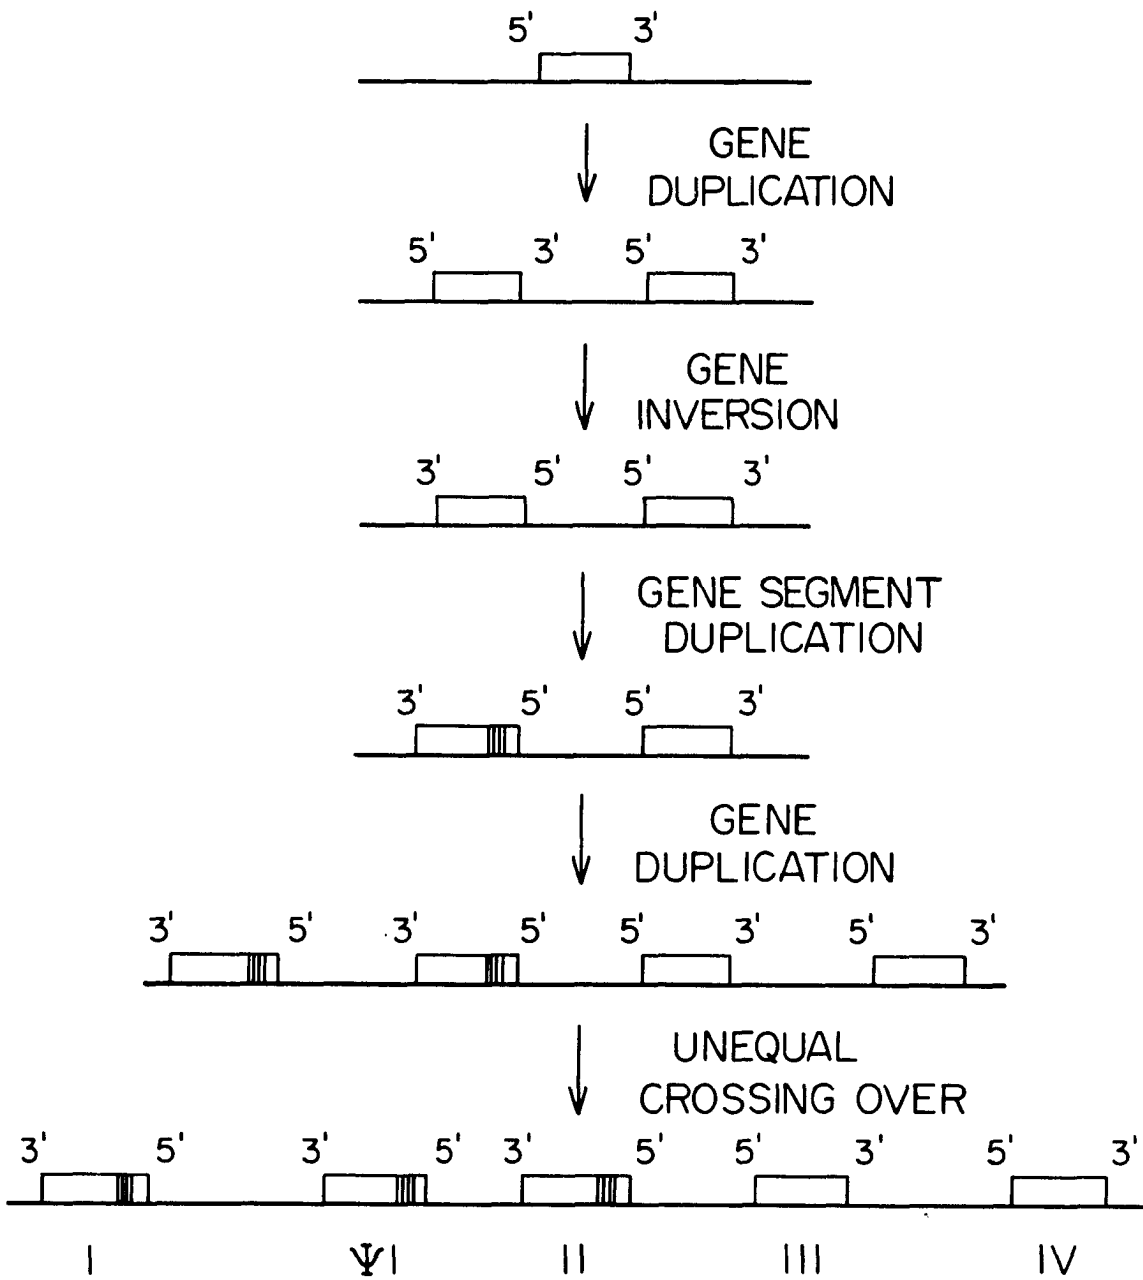 5' 3'
GENE
DUPLICATION
5' 3' 5' 3'
GENE
INVERSION
3' 5' 5' 3'
GENE SEGMENT
DUPLICATION
3' 5' 5' 3'
GENE
DUPLICATION
3' 5' 3' 5' 5' 3' 5' 3'
UNEQUAL
CROSSING OVER
3' 5' 3' 5' 3' 5' 5' 3' 5' 3'
I ΨI II III IV